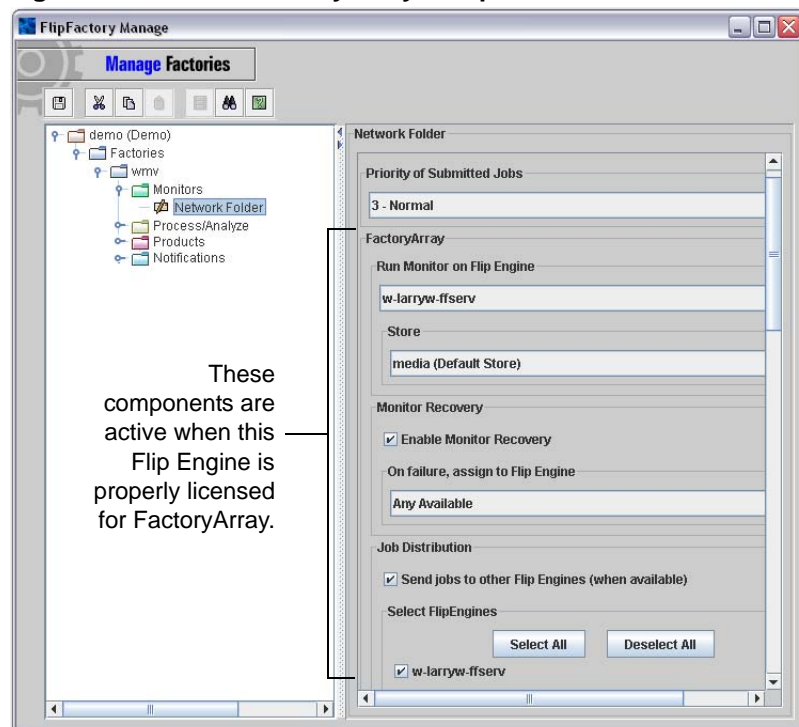 FlipFactory Manage
Manage Factories
demo (Demo)
Factories
wmv
Monitors
Network Folder
Process/Analyze
Products
Notifications
These
components are
active when this
Flip Engine is
properly licensed
for FactoryArray.
Network Folder
Priority of Submitted Jobs
3 - Normal
FactoryArray
Run Monitor on Flip Engine
w-larryw-ffserv
Store
media (Default Store)
Monitor Recovery
Enable Monitor Recovery
On failure, assign to Flip Engine
Any Available
Job Distribution
Send jobs to other Flip Engines (when available)
Select FlipEngines
Select All
Deselect All
w-larryw-ffserv